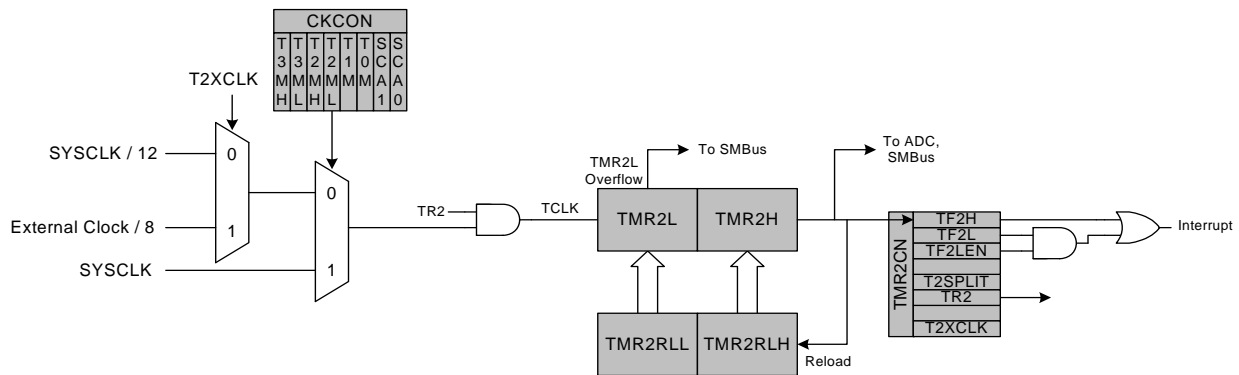 CKCON
T3MH
T3ML
T2MH
T2ML
T1M
T0M
SCA1
SCA0
T2XCLK
SYSCLK / 12
0
External Clock / 8
1
SYSCLK
0
1
TR2
TCLK
TMR2L
Overflow
To SMBus
To ADC,
SMBus
TMR2L
TMR2H
TMR2RLL
TMR2RLH
Reload
TMR2CN
TF2H
TF2L
TF2LEN
T2SPLIT
TR2
T2XCLK
Interrupt